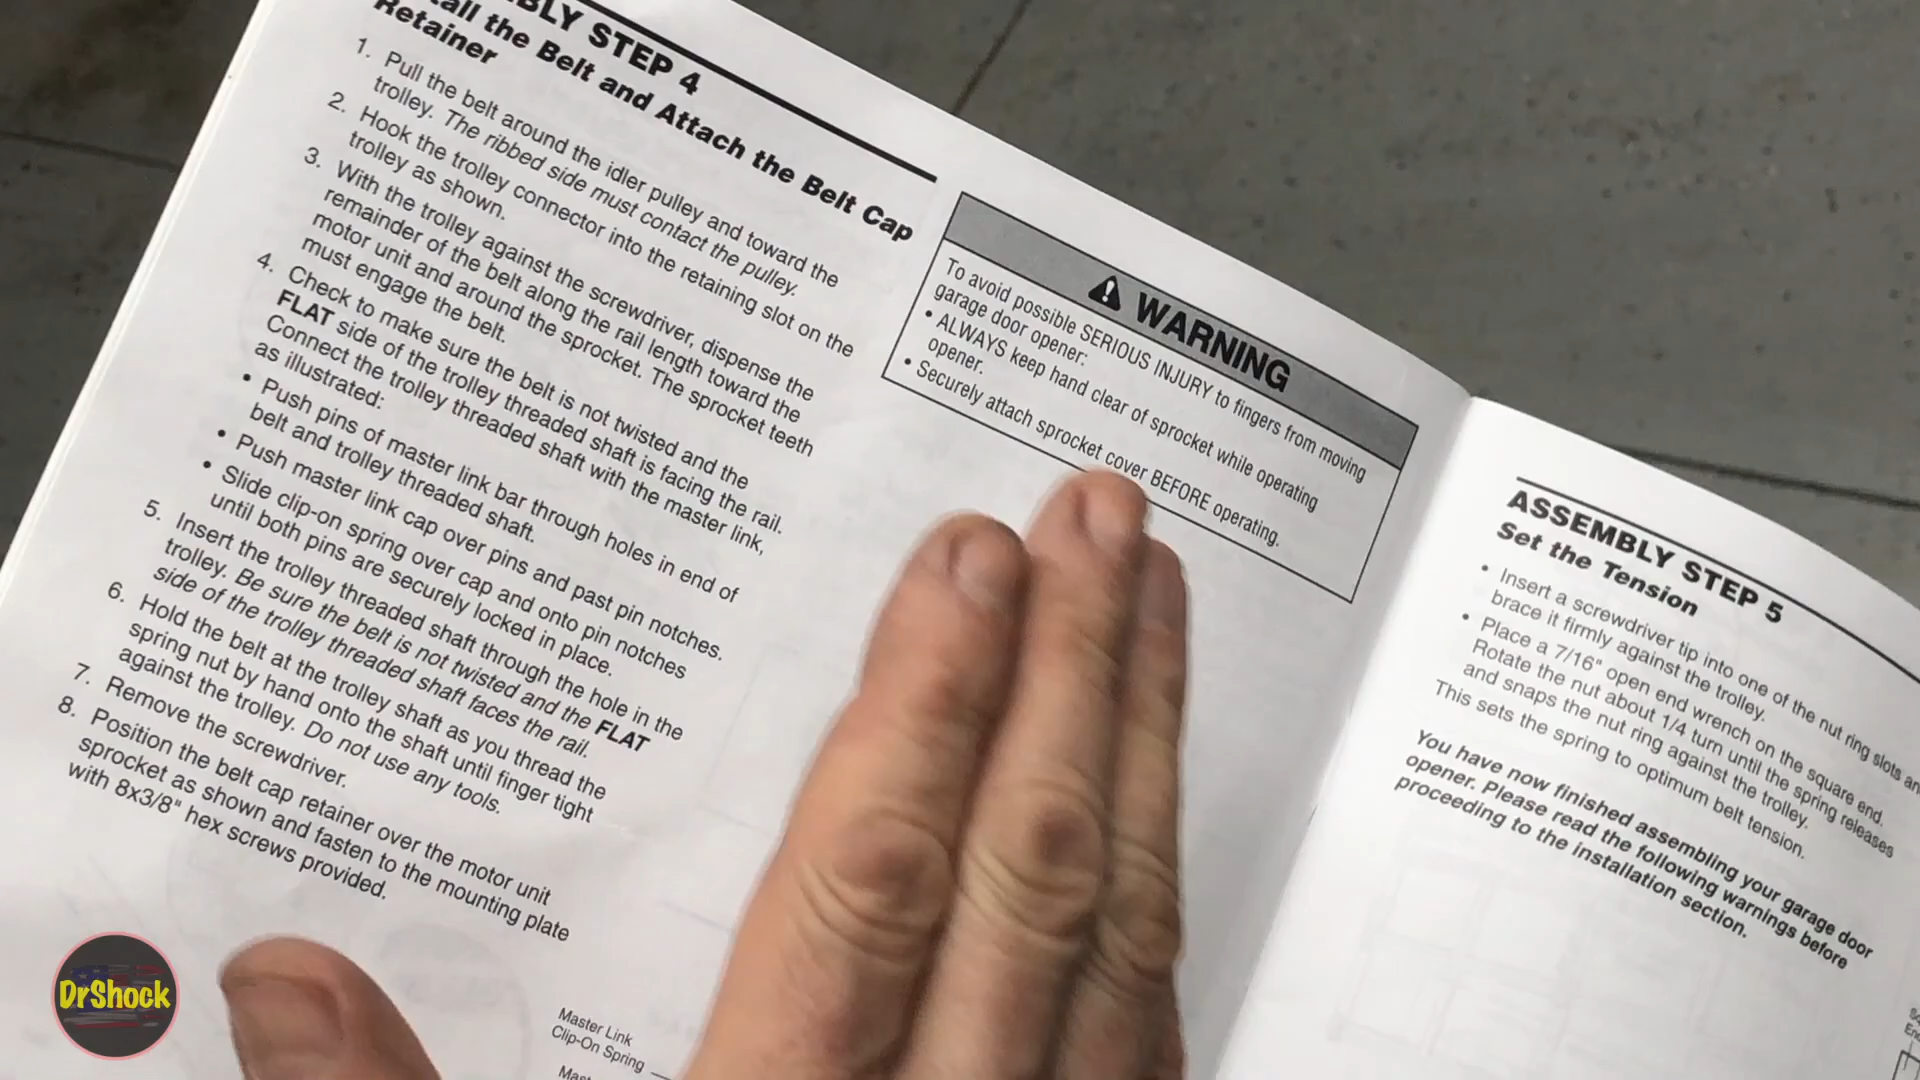 BLY STEP 4
all the Belt and Attach the Belt Cap
Retainer
1. Pull the belt around the idler pulley and toward the
trolley. The ribbed side must contact the pulley.
2. Hook the trolley connector into the retaining slot on the
trolley as shown.
3. With the trolley against the screwdriver, dispense the
remainder of the belt along the rail length toward the
motor unit and around the sprocket. The sprocket teeth
must engage the belt.
4. Check to make sure the belt is not twisted and the
FLAT side of the trolley threaded shaft is facing the rail.
Connect the trolley threaded shaft with the master link,
as illustrated:
• Push pins of master link bar through holes in end of
belt and trolley threaded shaft.
• Push master link cap over pins and past pin notches.
• Slide clip-on spring over cap and onto pin notches
until both pins are securely locked in place.
5. Insert the trolley threaded shaft through the hole in the
trolley. Be sure the belt is not twisted and the FLAT
side of the trolley threaded shaft faces the rail.
6. Hold the belt at the trolley shaft as you thread the
spring nut by hand onto the shaft until finger tight
against the trolley. Do not use any tools.
7. Remove the screwdriver.
8. Position the belt cap retainer over the motor unit
sprocket as shown and fasten to the mounting plate
with 8x3/8" hex screws provided.
Master Link
Clip-On Spring
WARNING
To avoid possible SERIOUS INJURY to fingers from moving
garage door opener:
• ALWAYS keep hand clear of sprocket while operating
opener.
• Securely attach sprocket cover BEFORE operating.
ASSEMBLY STEP 5
Set the Tension
• Insert a screwdriver tip into one of the nut ring slots
brace it firmly against the trolley.
• Place a 7/16" open end wrench on the square end.
Rotate the nut about 1/4 turn until the spring releases
and snaps the nut ring against the trolley.
This sets the spring to optimum belt tension.
You have now finished assembling your garage door
opener. Please read the following warnings before
proceeding to the installation section.
DrShock